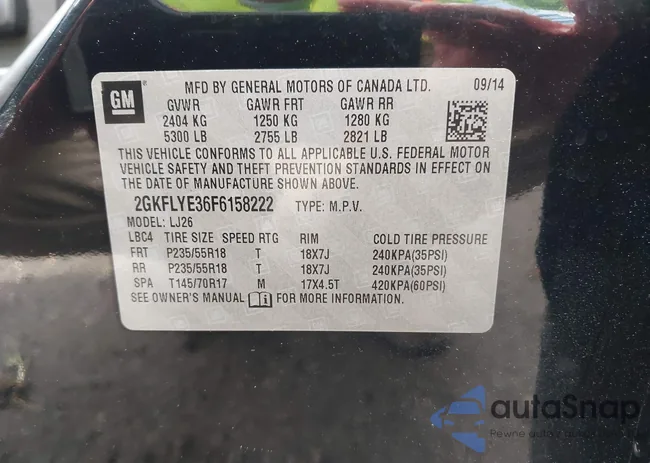 GM
MFD BY GENERAL MOTORS OF CANADA LTD. 09/14
GVWR GAWR FRT GAWR RR
2404 KG 1250 KG 1280 KG
5300 LB 2755 LB 2821 LB
THIS VEHICLE CONFORMS TO ALL APPLICABLE U.S. FEDERAL MOTOR
VEHICLE SAFETY AND THEFT PREVENTION STANDARDS IN EFFECT ON
THE DATE OF MANUFACTURE SHOWN ABOVE.
2GKFLYE36F6158222 TYPE: M.P.V.
MODEL: LJ26
LBC4 TIRE SIZE SPEED RTG RIM COLD TIRE PRESSURE
FRT P235/55R18 T 18X7J 240KPA(35PSI)
RR P235/55R18 T 18X7J 240KPA(35PSI)
SPA T145/70R17 M 17X4.5T 420KPA(60PSI)
SEE OWNER'S MANUAL FOR MORE INFORMATION.
autaSnap
Pewne auto z